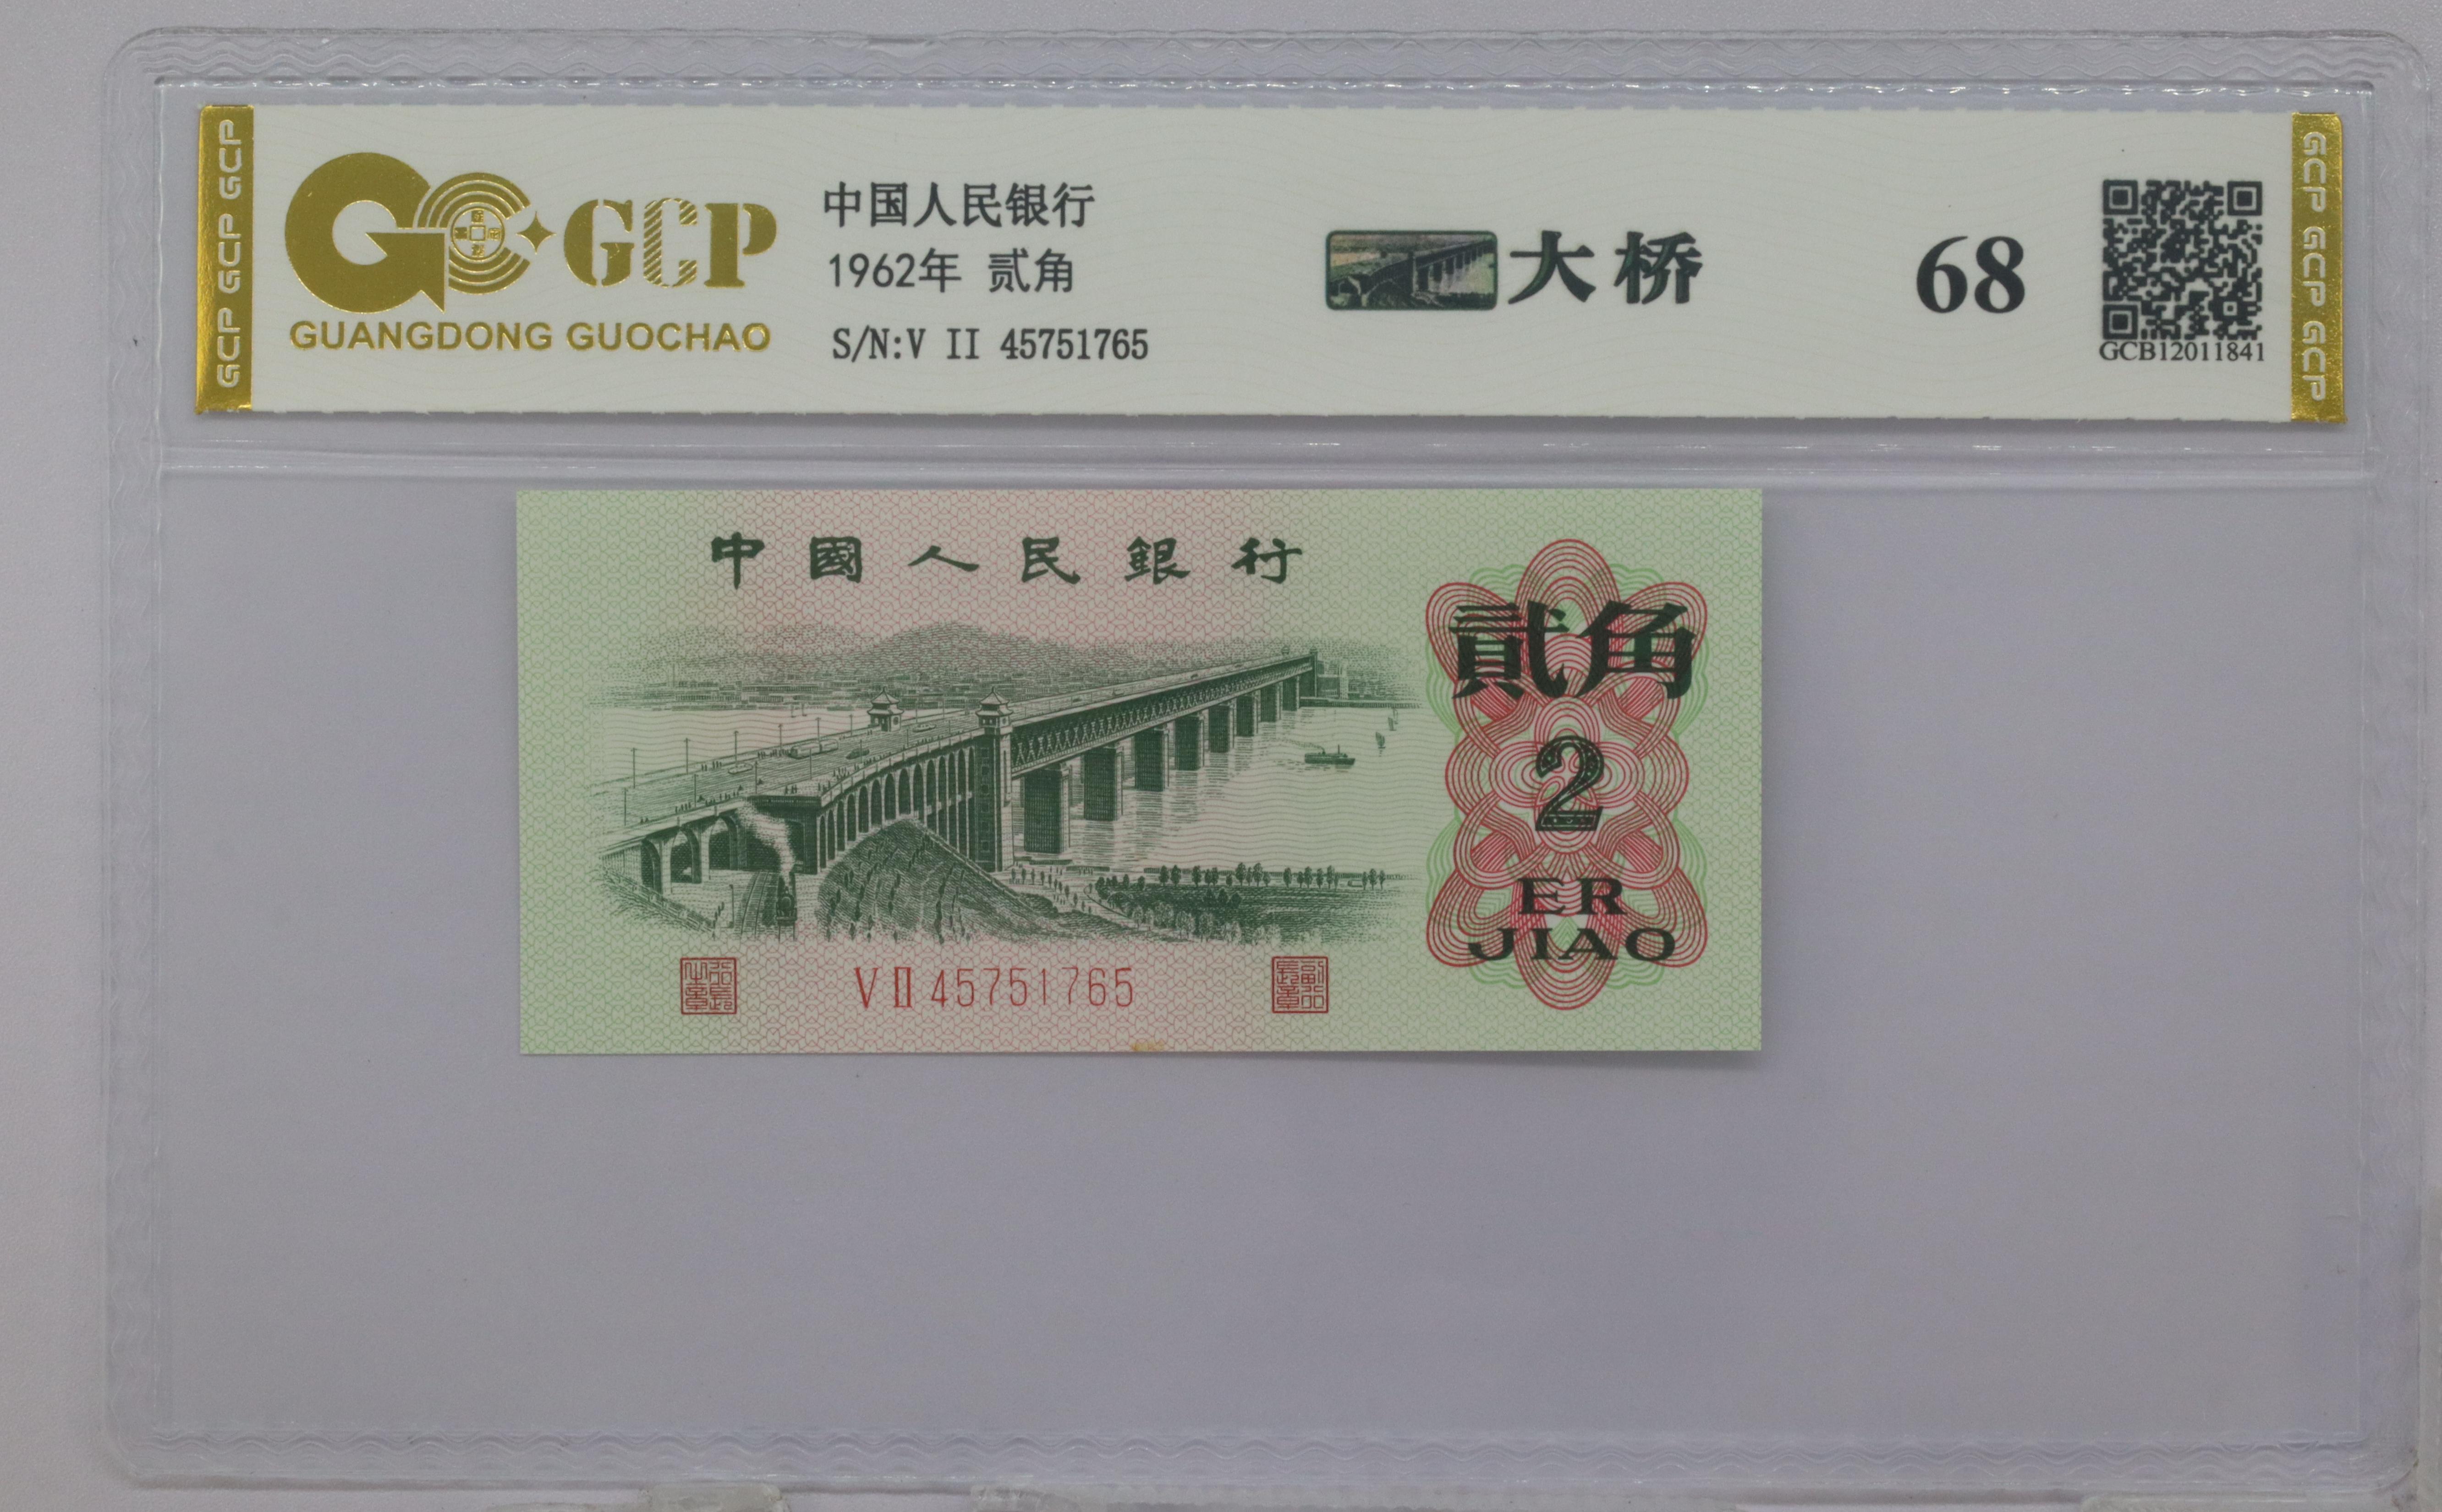 GCP GCP GCP
GCP
GUANGDONG GUOCHAO
中国人民银行
1962年 贰角
S/N:V II 45751765
大桥
68
GCB12011841
GCP GCP GCP
中國人民銀行
貳角
2
ER
JIAO
V II 45751765